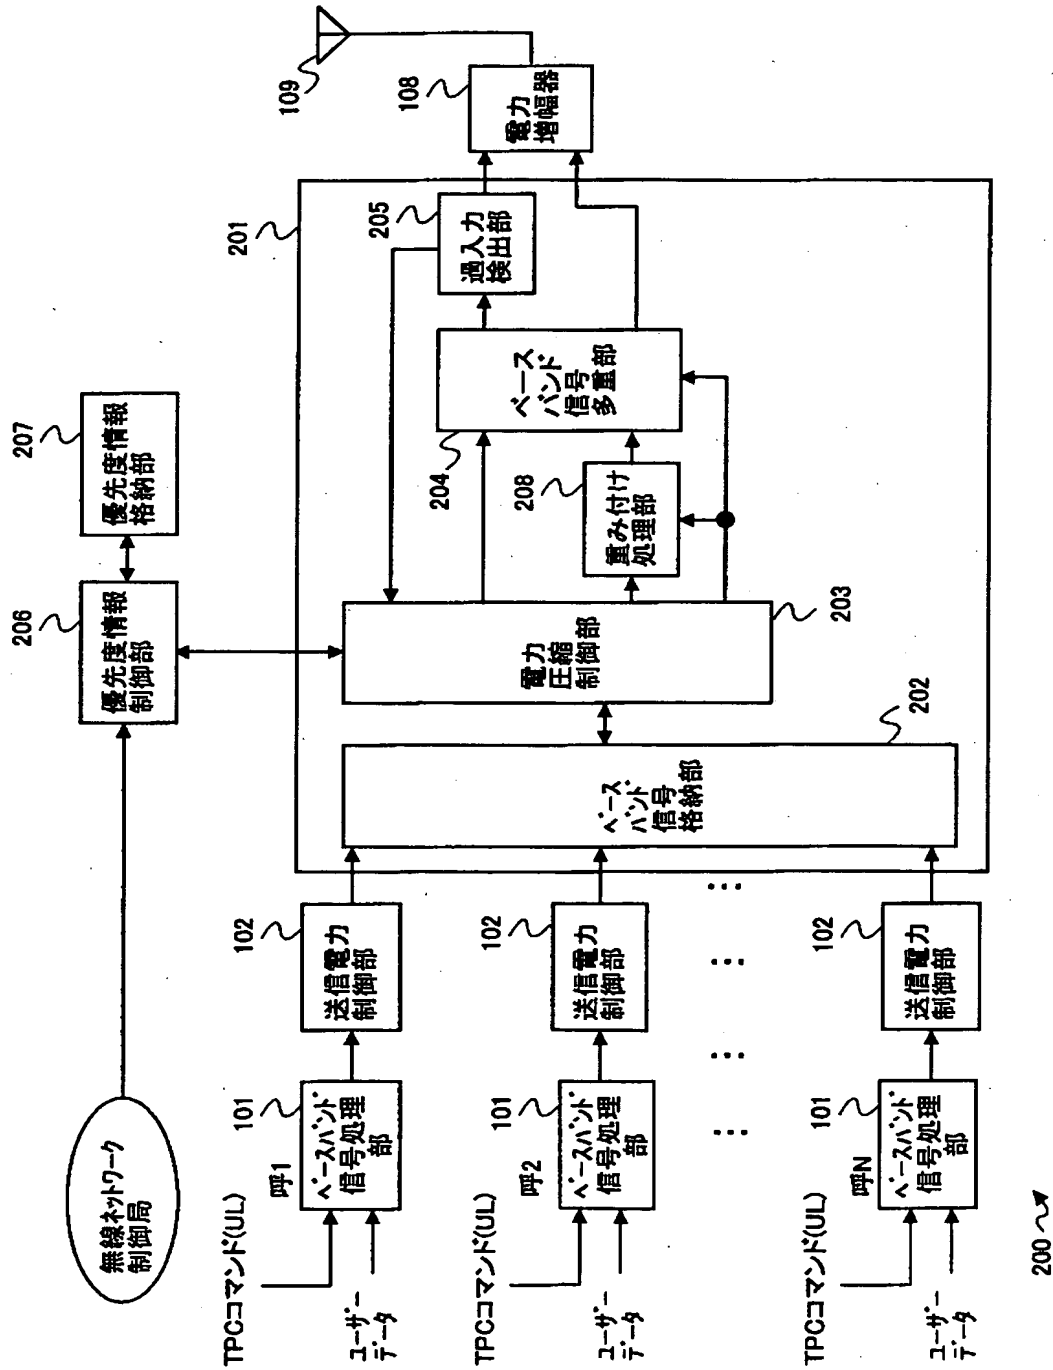 無線ネットワーク
制御局
206
優先度情報
制御部
207
優先度情報
格納部
TPCコマンド(UL)
ユーザー
データ
呼1
101
ベースバンド
信号処理
部
102
送信電力
制御部
TPCコマンド(UL)
ユーザー
データ
呼2
101
ベースバンド
信号処理
部
102
送信電力
制御部
TPCコマンド(UL)
ユーザー
データ
呼N
101
ベースバンド
信号処理
部
102
送信電力
制御部
201
ベースバンド
信号
格納部
202
電力
圧縮
制御部
203
208
重み付け
処理部
204
ベースバンド
信号
多重部
205
過入力
検出部
108
電力
増幅器
109
200